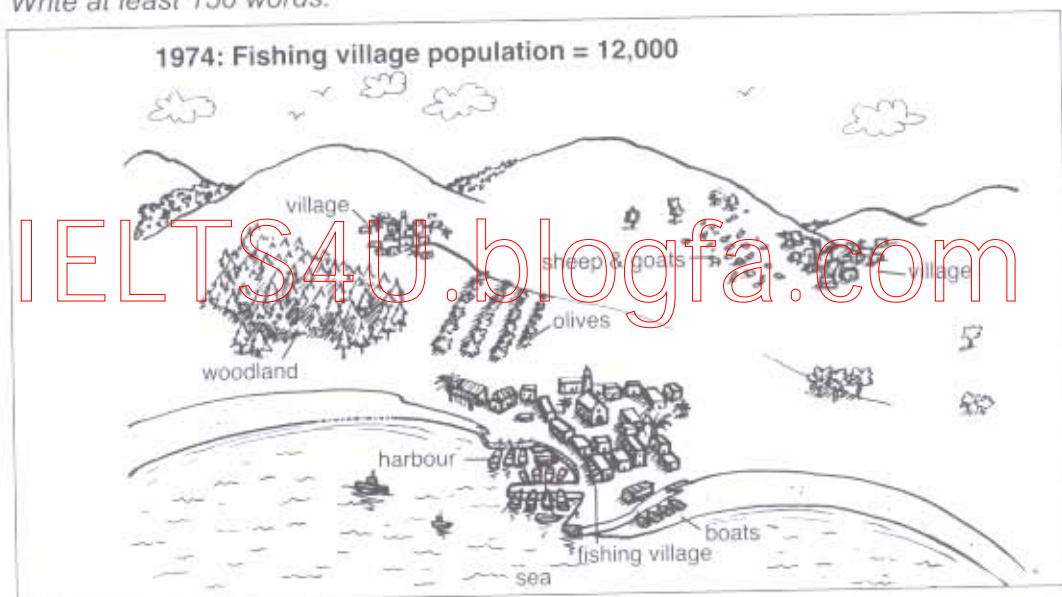 Write at least 150 words.
1974: Fishing village population = 12,000
village
IELTS4U.blogfa.com
sheep & goats
village
olives
woodland
harbour
boats
fishing village
sea